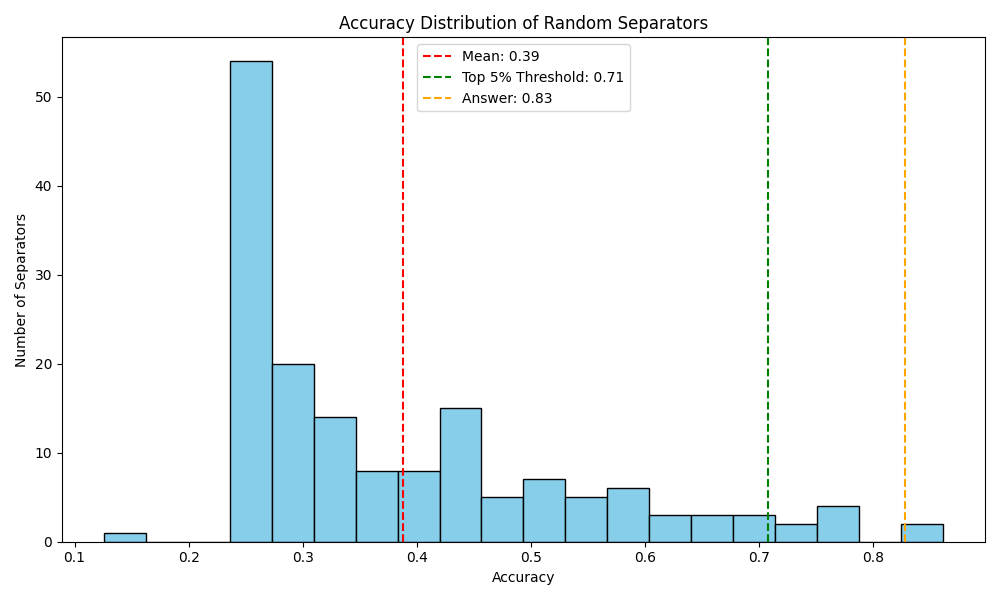 Accuracy Distribution of Random Separators
Mean: 0.39
Top 5% Threshold: 0.71
Answer: 0.83
Number of Separators
50
40
30
20
10
0
0.1 0.2 0.3 0.4 0.5 0.6 0.7 0.8
Accuracy